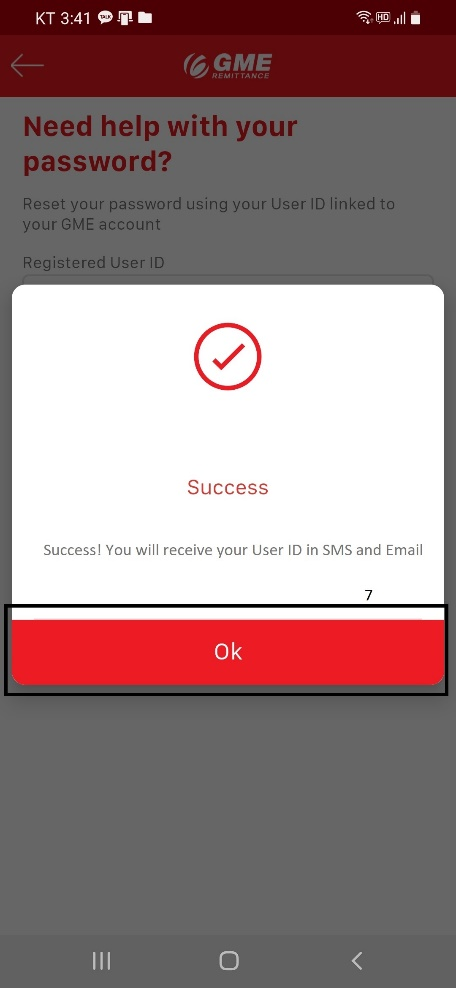 KT 3:41 TALK HD
GME
REMITTANCE
Need help with your
password?
Reset your password using your User ID linked to
your GME account
Registered User ID
Success
Success! You will receive your User ID in SMS and Email
7
Ok